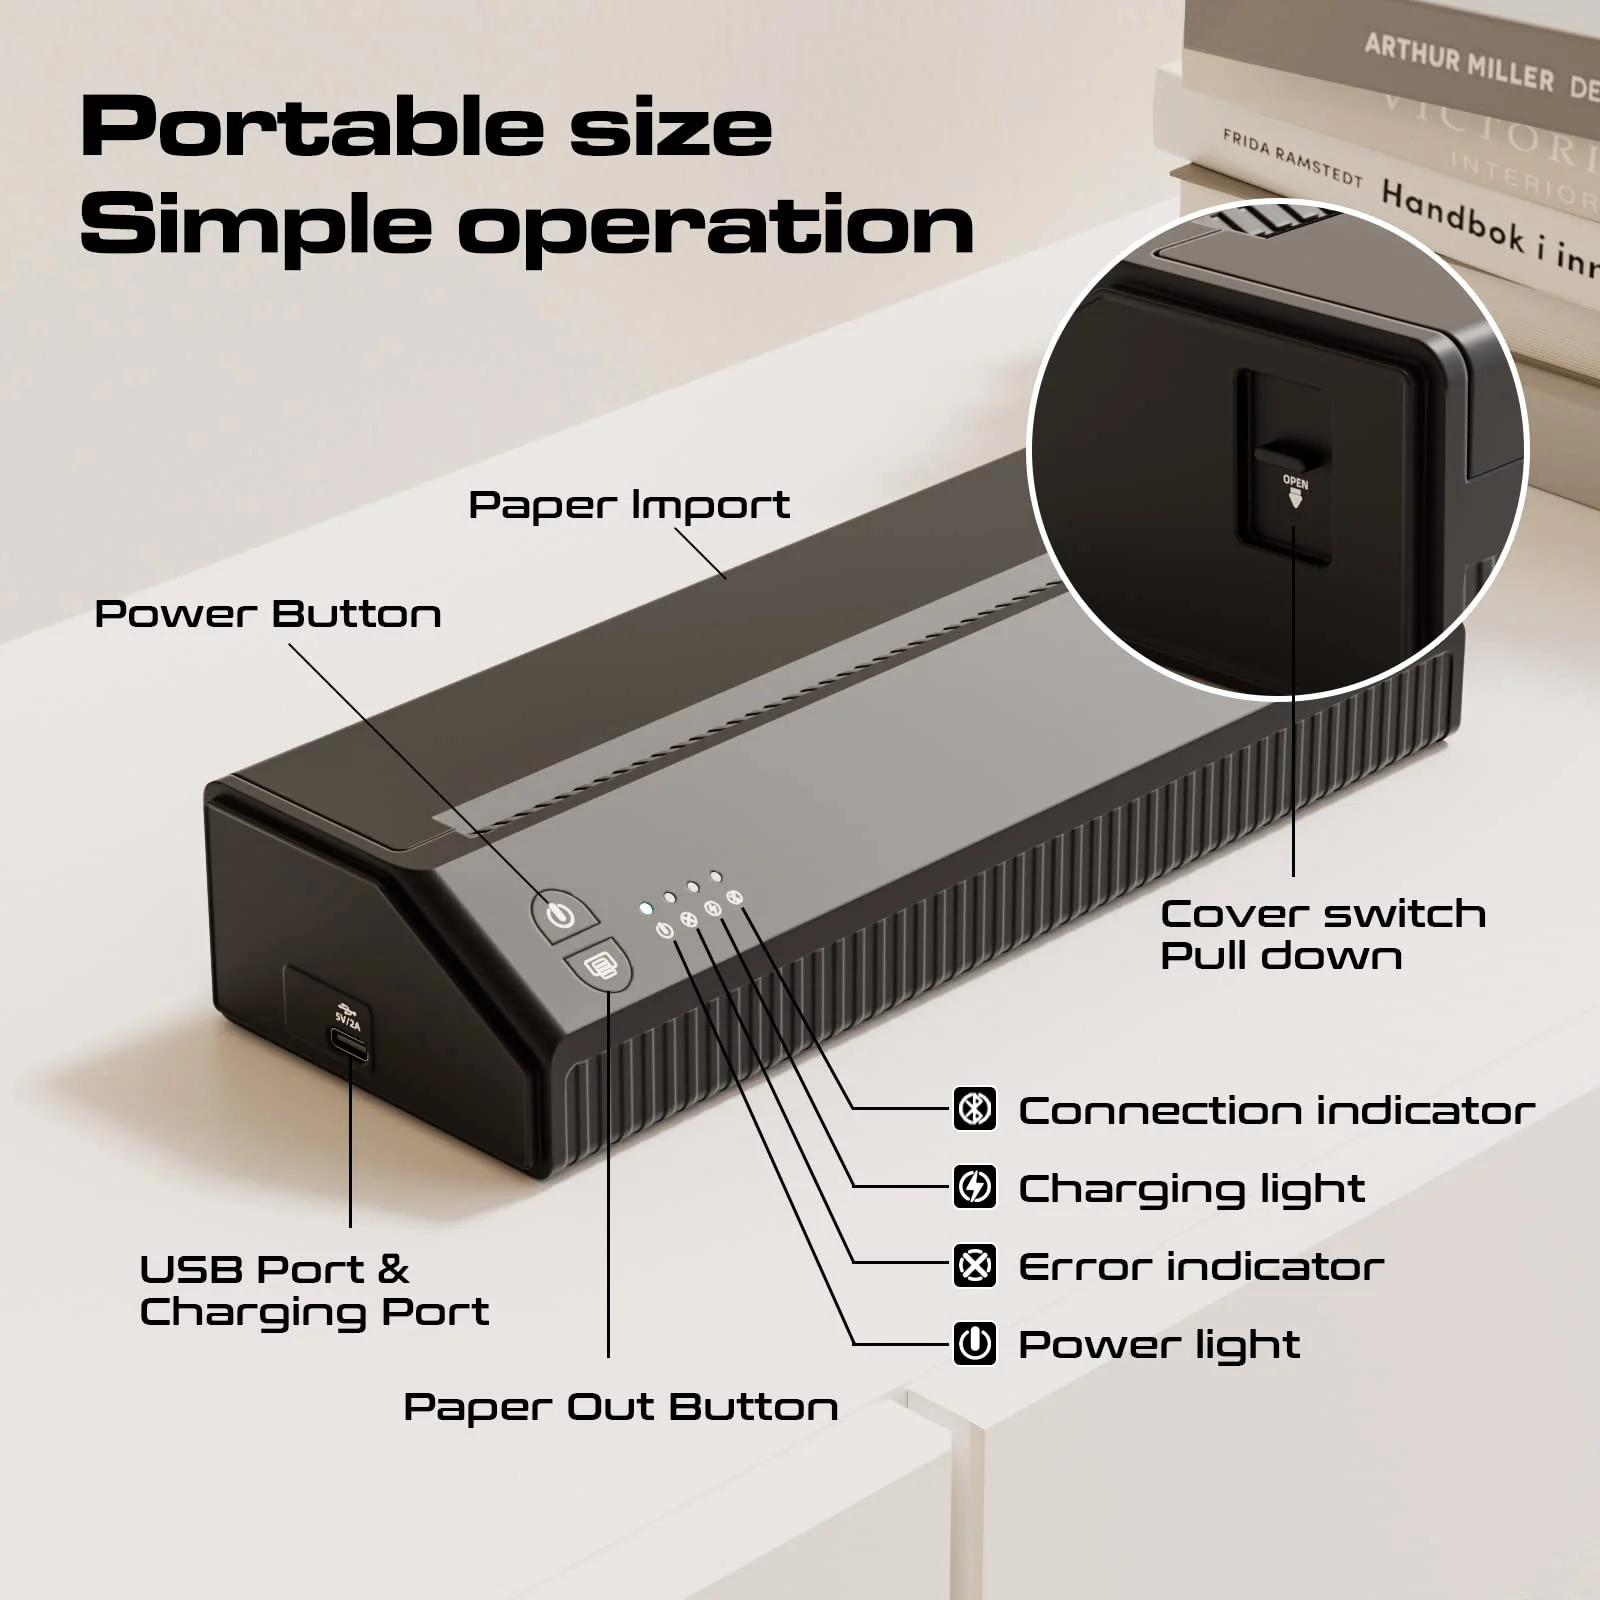 Portable size
Simple operation
ARTHUR MILLER
INTERIOR
FRIDA RAMSTEDT Handbok i
OPEN
Paper Import
Power Button
Cover switch
Pull down
5V/2A
Connection indicator
Charging light
Error indicator
Power light
USB Port &
Charging Port
Paper Out Button